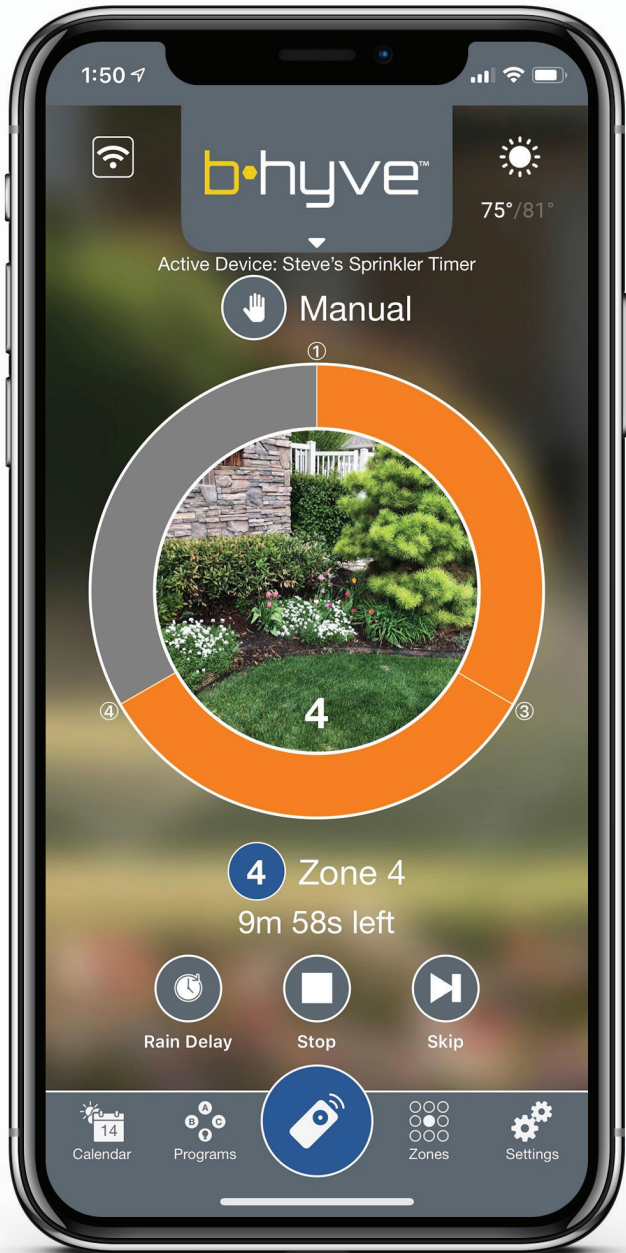 1:50
b•hyve™
75°/81°
Active Device: Steve's Sprinkler Timer
Manual
①
④
③
4
4 Zone 4
9m 58s left
Rain Delay
Stop
Skip
14
A
B
C
Calendar
Programs
Zones
Settings